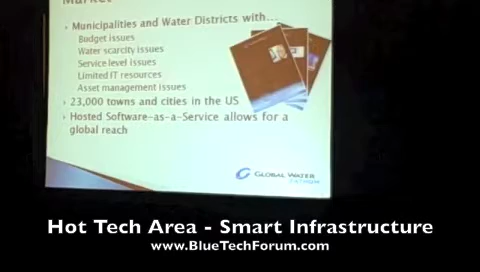 Market
Municipalities and Water Districts with...
Budget issues
Water scarcity issues
Service level issues
Limited IT resources
Asset management issues
23,000 towns and cities in the US
Hosted Software-as-a-Service allows for a
global reach
GLOBAL WATER
FATHOM
Hot Tech Area - Smart Infrastructure
www.BlueTechForum.com